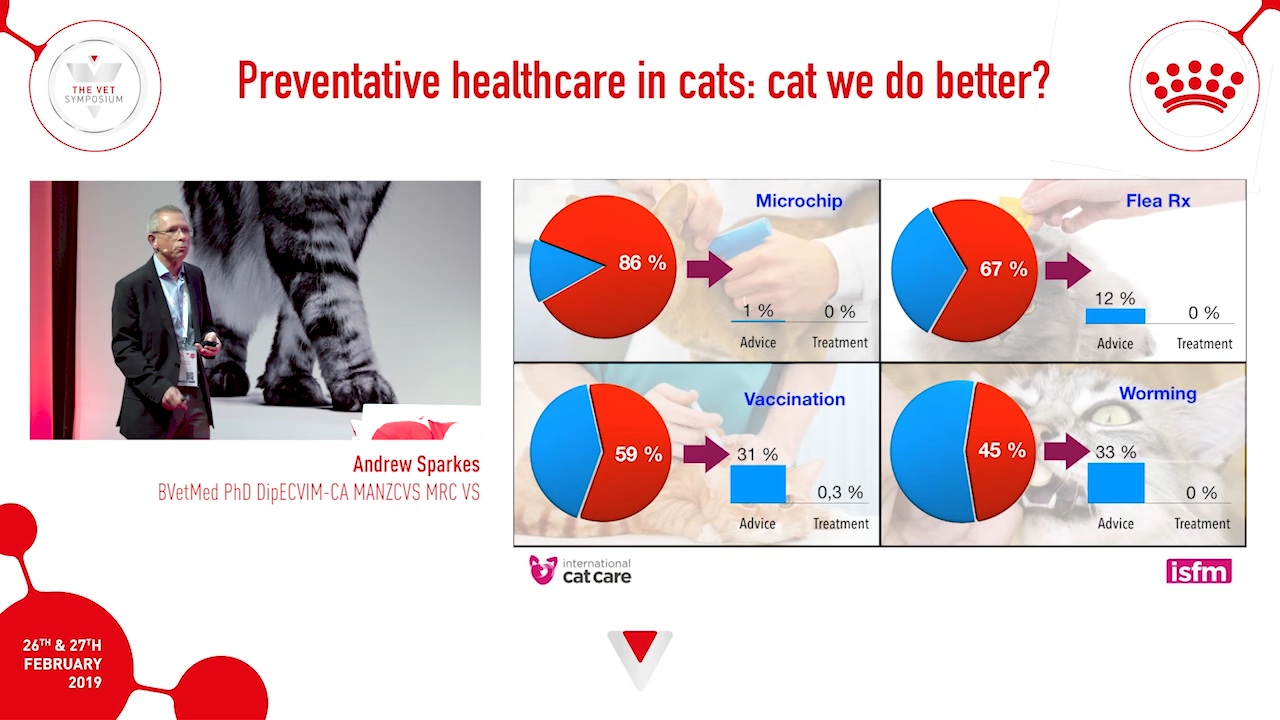 THE VET
SYMPOSIUM
Preventative healthcare in cats: cat we do better?
Andrew Sparkes
BVetMed PhD DipECVIM-CA MANZCVS MRC VS
Microchip
86 %
1 %
0 %
Advice
Treatment
Flea Rx
67 %
12 %
0 %
Advice
Treatment
Vaccination
59 %
31 %
0,3 %
Advice
Treatment
Worming
45 %
33 %
0 %
Advice
Treatment
international
cat care
isfm
26TH & 27TH
FEBRUARY
2019